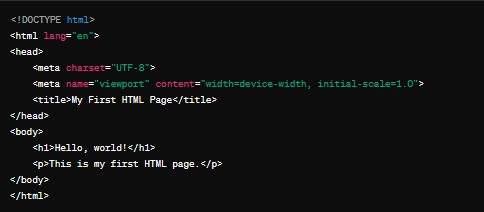 <!DOCTYPE html>
<html lang="en">
<head>
    <meta charset="UTF-8">
    <meta name="viewport" content="width=device-width, initial-scale=1.0">
    <title>My First HTML Page</title>
</head>
<body>
    <h1>Hello, world!</h1>
    <p>This is my first HTML page.</p>
</body>
</html>